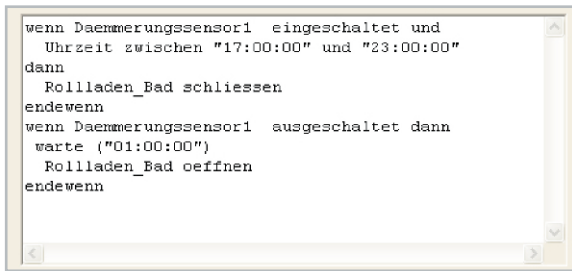 wenn Daemmerungssensor1  eingeschaltet und
  Uhrzeit zwischen "17:00:00" und "23:00:00"
dann
  Rollladen_Bad schliessen
endewenn
wenn Daemmerungssensor1  ausgeschaltet dann
 warte ("01:00:00")
  Rollladen_Bad oeffnen
endewenn